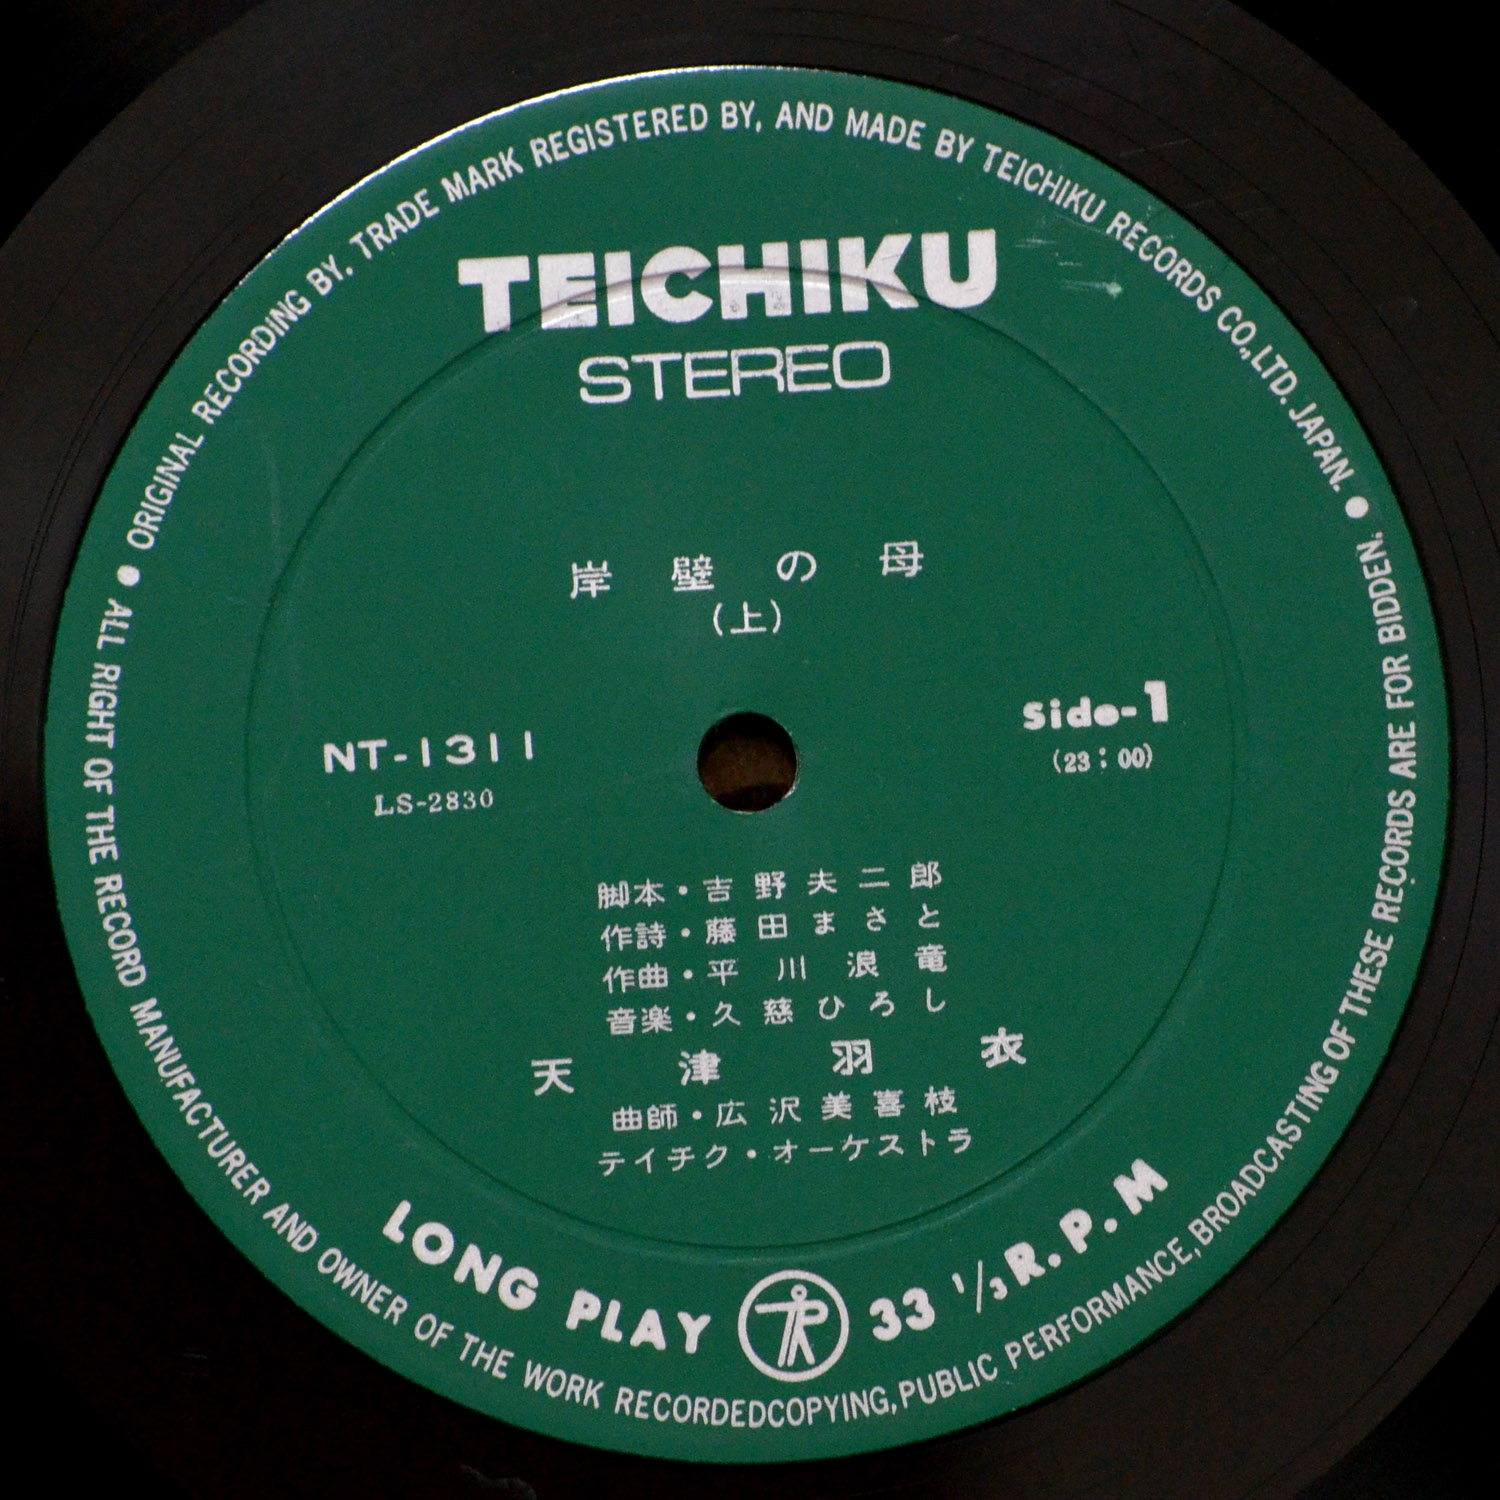 ORIGINAL RECORDING BY, TRADE MARK REGISTERED BY, AND MADE BY TEICHIKU RECORDS CO.,LTD. JAPAN.
TEICHIKU
STEREO
岸壁の母
(上)
Side-1
(23:00)
NT-1311
LS-2830
脚本・吉野夫二郎
作詩・藤田まさと
作曲・平川浪竜
音楽・久慈ひろし
天津羽衣
曲師・広沢美喜枝
テイチク・オーケストラ
LONG PLAY 33 1/3 R.P.M
ALL RIGHT OF THE RECORD MANUFACTURER AND OWNER OF THE WORK RECORDEDCOPYING, PUBLIC PERFORMANCE, BROADCASTING OF THESE RECORDS ARE FOR BIDDEN.